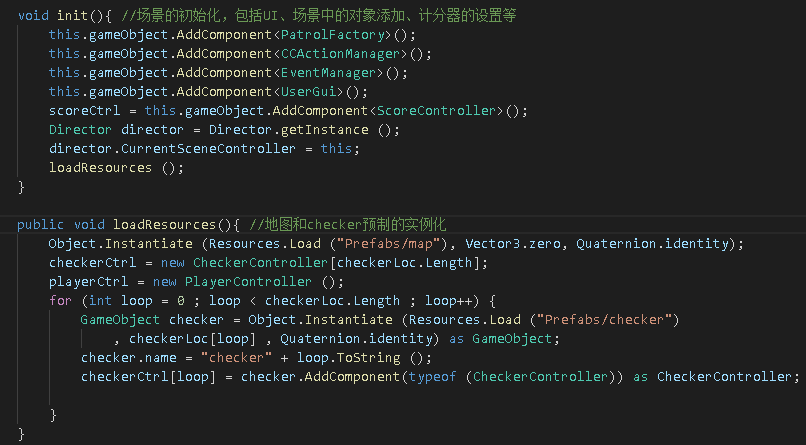 void init(){ //场景的初始化，包括UI、场景中的对象添加、计分器的设置等
this.gameObject.AddComponent<PatrolFactory>();
this.gameObject.AddComponent<CCActionManager>();
this.gameObject.AddComponent<EventManager>();
this.gameObject.AddComponent<UserGui>();
scoreCtrl = this.gameObject.AddComponent<ScoreController>();
Director director = Director.getInstance ();
director.CurrentSceneController = this;
loadResources ();
}
public void loadResources(){ //地图和checker预制的实例化
Object.Instantiate (Resources.Load ("Prefabs/map"), Vector3.zero, Quaternion.identity);
checkerCtrl = new CheckerController[checkerLoc.Length];
playerCtrl = new PlayerController ();
for (int loop = 0 ; loop < checkerLoc.Length ; loop++) {
GameObject checker = Object.Instantiate (Resources.Load ("Prefabs/checker")
, checkerLoc[loop] , Quaternion.identity) as GameObject;
checker.name = "checker" + loop.ToString ();
checkerCtrl[loop] = checker.AddComponent(typeof (CheckerController)) as CheckerController;
}
}